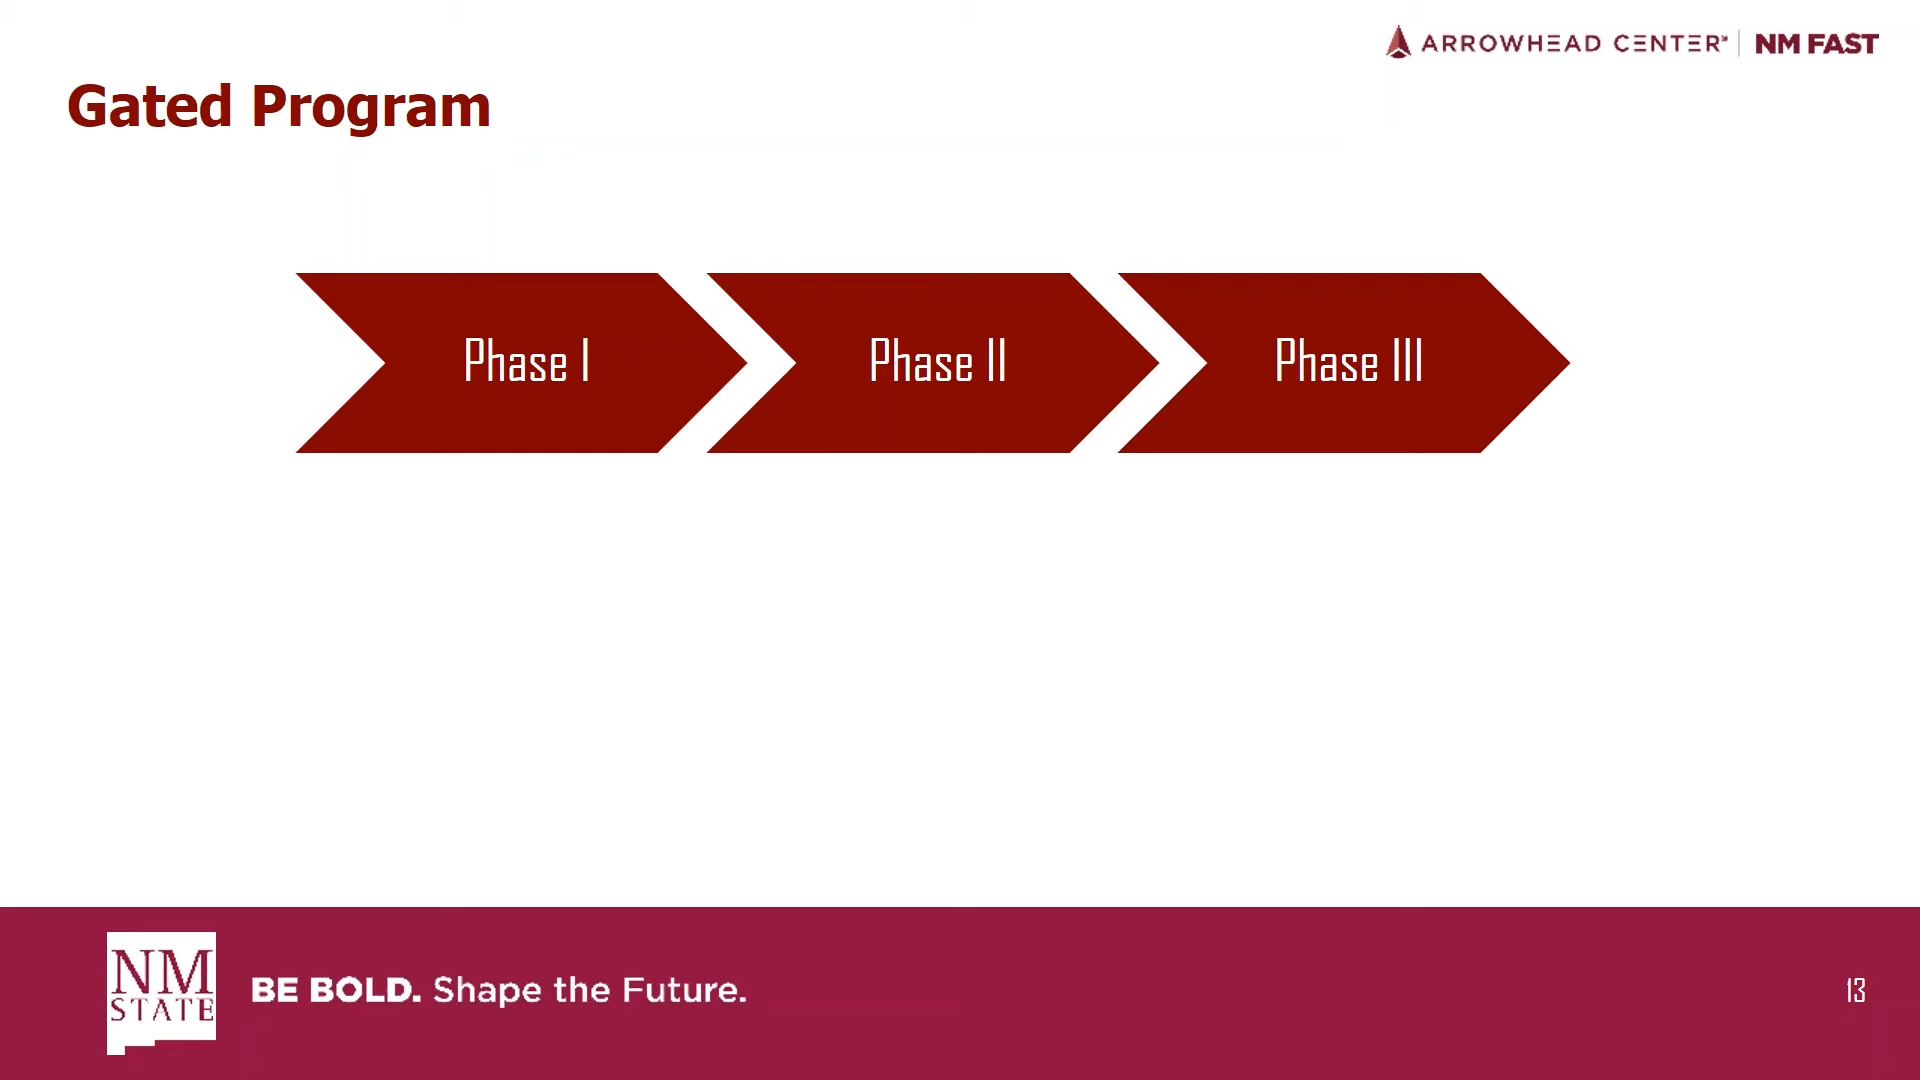 ARROWHEAD CENTER | NM FAST
Gated Program
Phase I
Phase II
Phase III
NM
STATE
BE BOLD. Shape the Future.
13